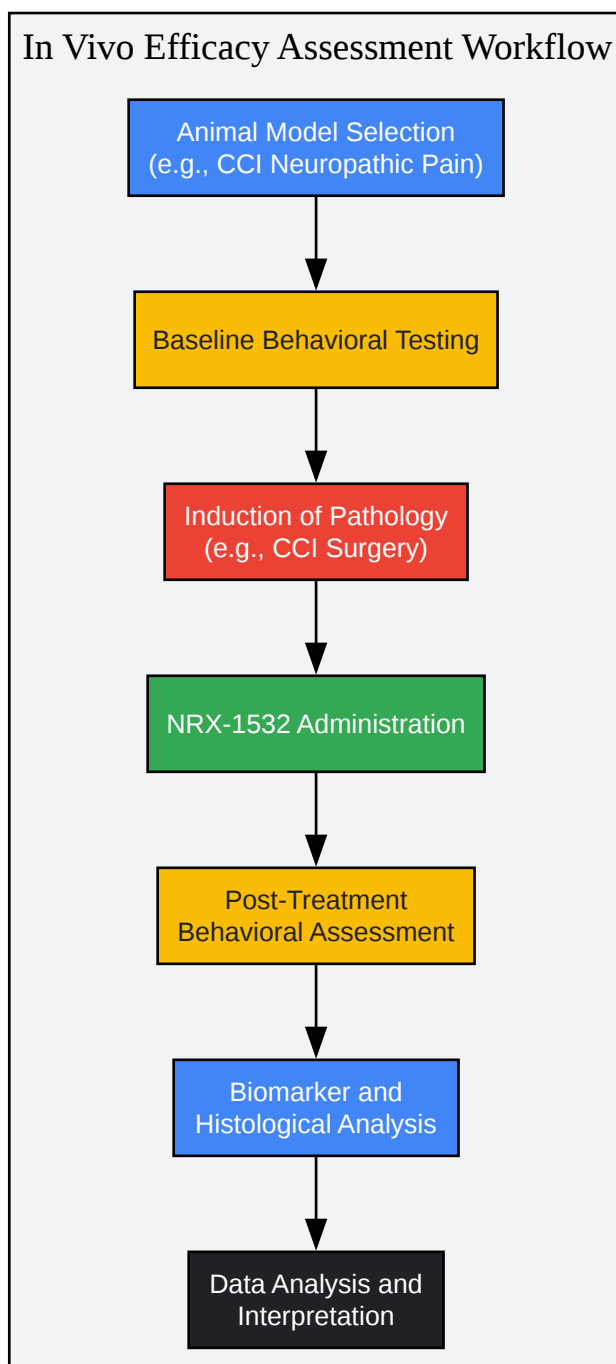 In Vivo Efficacy Assessment Workflow
Animal Model Selection
(e.g., CCI Neuropathic Pain)
Baseline Behavioral Testing
Induction of Pathology
(e.g., CCI Surgery)
NRX-1532 Administration
Post-Treatment
Behavioral Assessment
Biomarker and
Histological Analysis
Data Analysis and
Interpretation